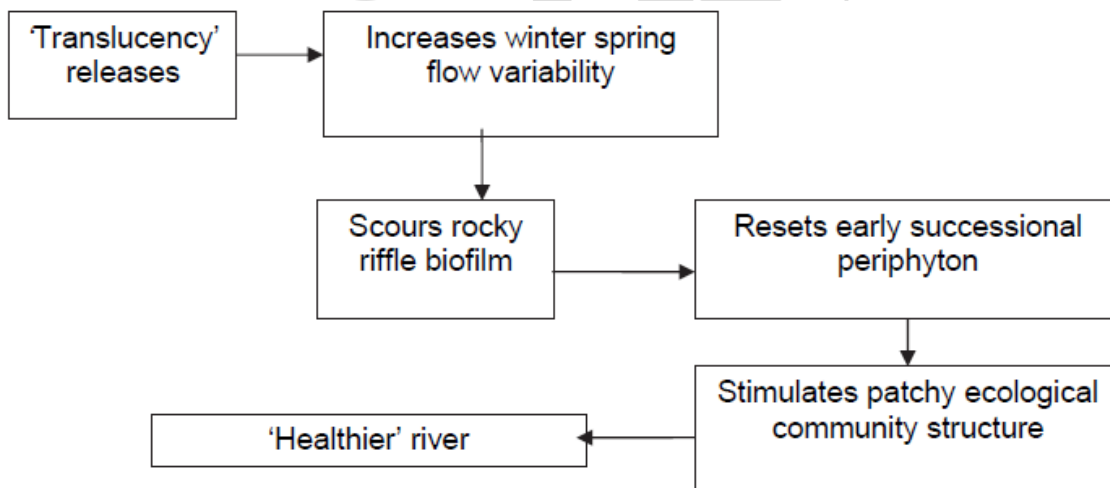 ‘Translucency’
releases
Increases winter spring
flow variability
Scours rocky
riffle biofilm
Resets early successional
periphyton
Stimulates patchy ecological
community structure
‘Healthier’ river